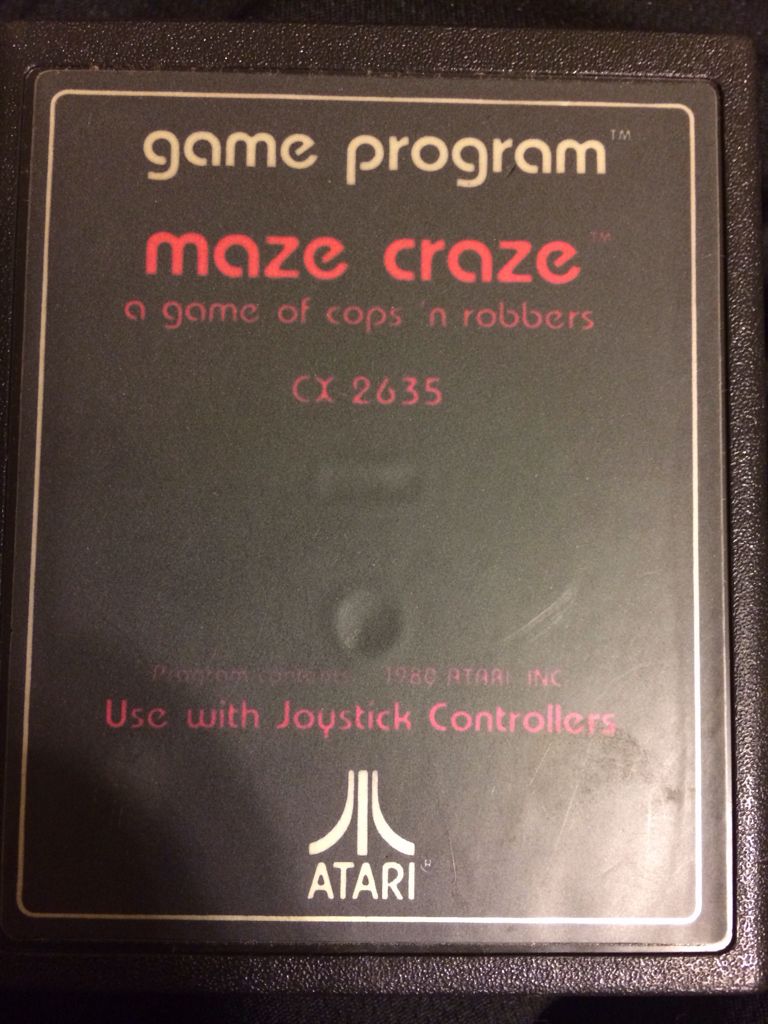 game program™
maze craze™
a game of cops 'n robbers
CX 2635
Program contents 1980 ATARI INC
Use with Joystick Controllers
ATARI®